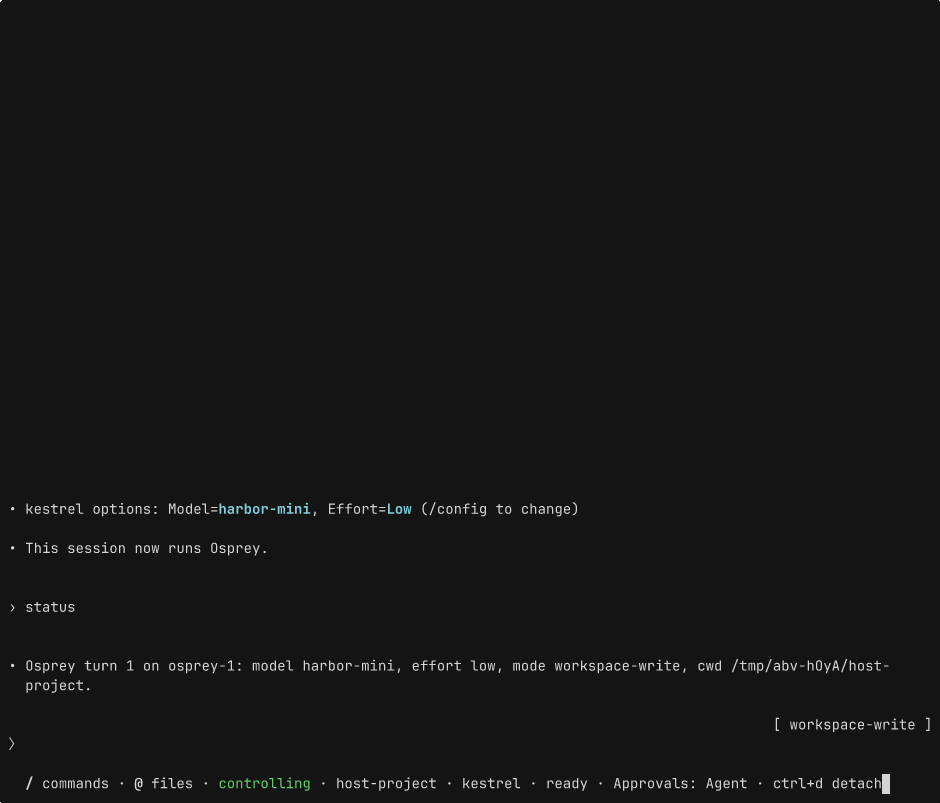 • kestrel options: Model=harbor-mini, Effort=Low (/config to change)
• This session now runs Osprey.
› status
• Osprey turn 1 on osprey-1: model harbor-mini, effort low, mode workspace-write, cwd /tmp/abv-hOyA/host-
project.
[ workspace-write ]
〉
/ commands · @ files · controlling · host-project · kestrel · ready · Approvals: Agent · ctrl+d detach